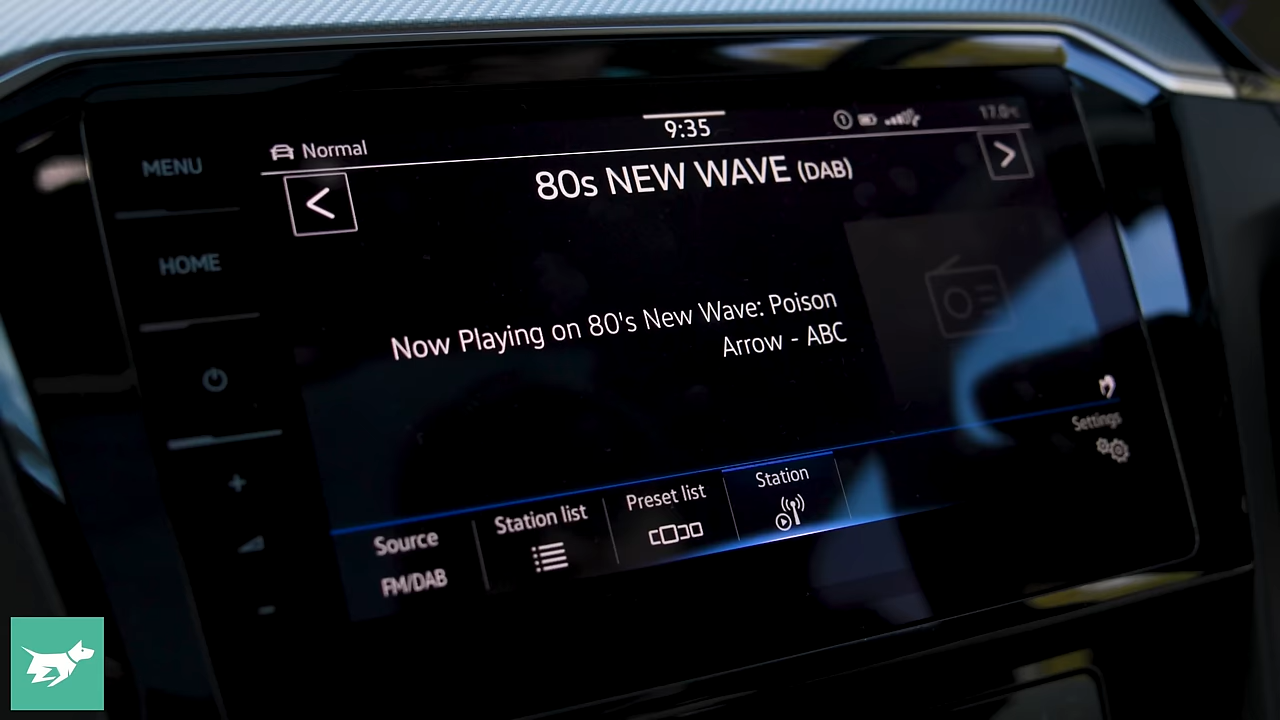 9:35
17.0°C
Normal
MENU
80s NEW WAVE (DAB)
HOME
Now Playing on 80's New Wave: Poison
Arrow - ABC
Settings
Station
Preset list
Station list
Source
FM/DAB